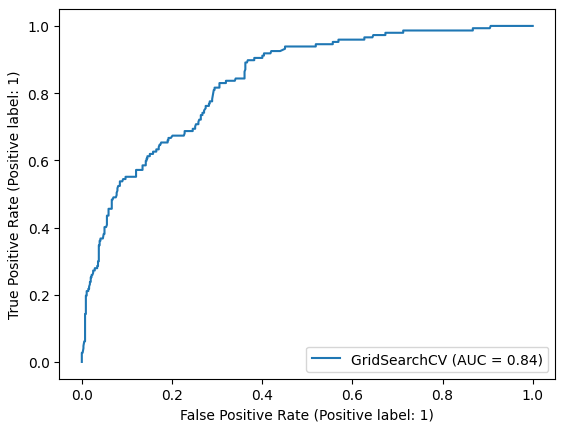 1.0
0.8
0.6
0.4
0.2
0.0
True Positive Rate (Positive label: 1)
GridSearchCV (AUC = 0.84)
0.0 0.2 0.4 0.6 0.8 1.0
False Positive Rate (Positive label: 1)